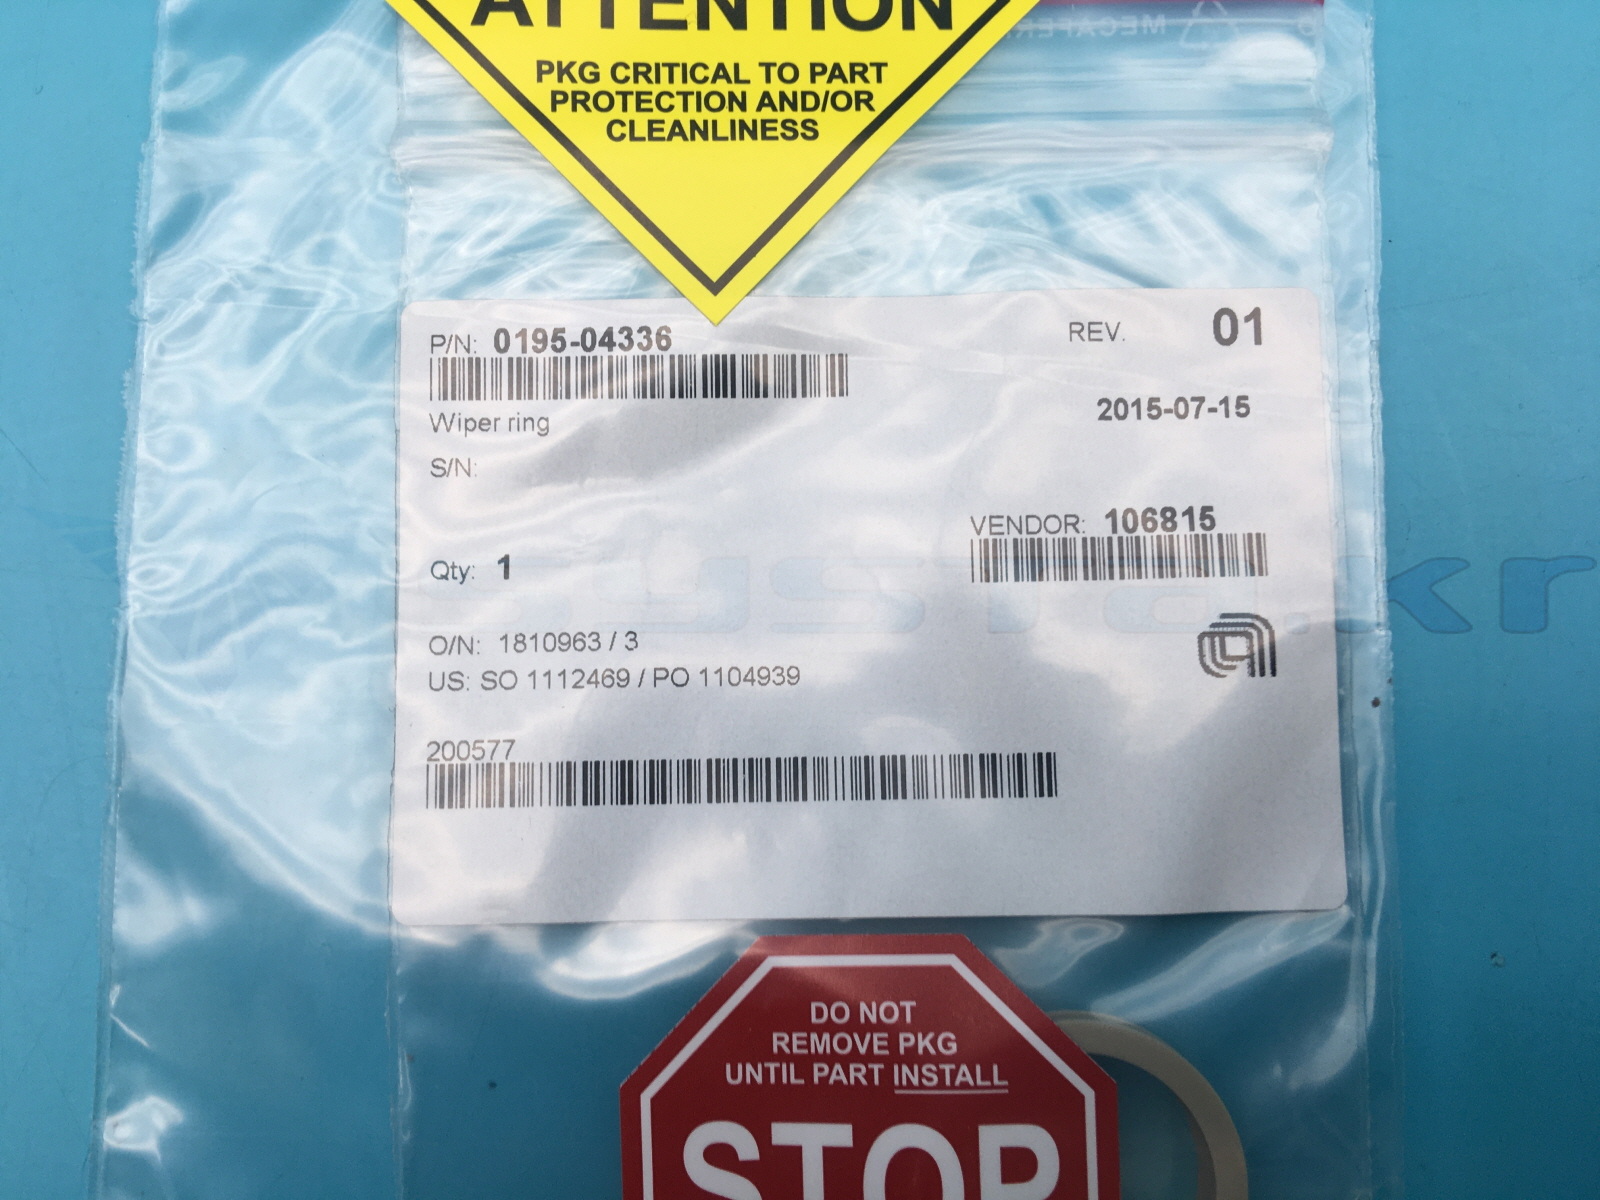 ATTENTION
PKG CRITICAL TO PART
PROTECTION AND/OR
CLEANLINESS
P/N: 0195-04336
REV. 01
2015-07-15
Wiper ring
S/N:
VENDOR: 106815
Qty: 1
O/N: 1810963 / 3
US: SO 1112469 / PO 1104939
200577
DO NOT
REMOVE PKG
UNTIL PART INSTALL
STOP